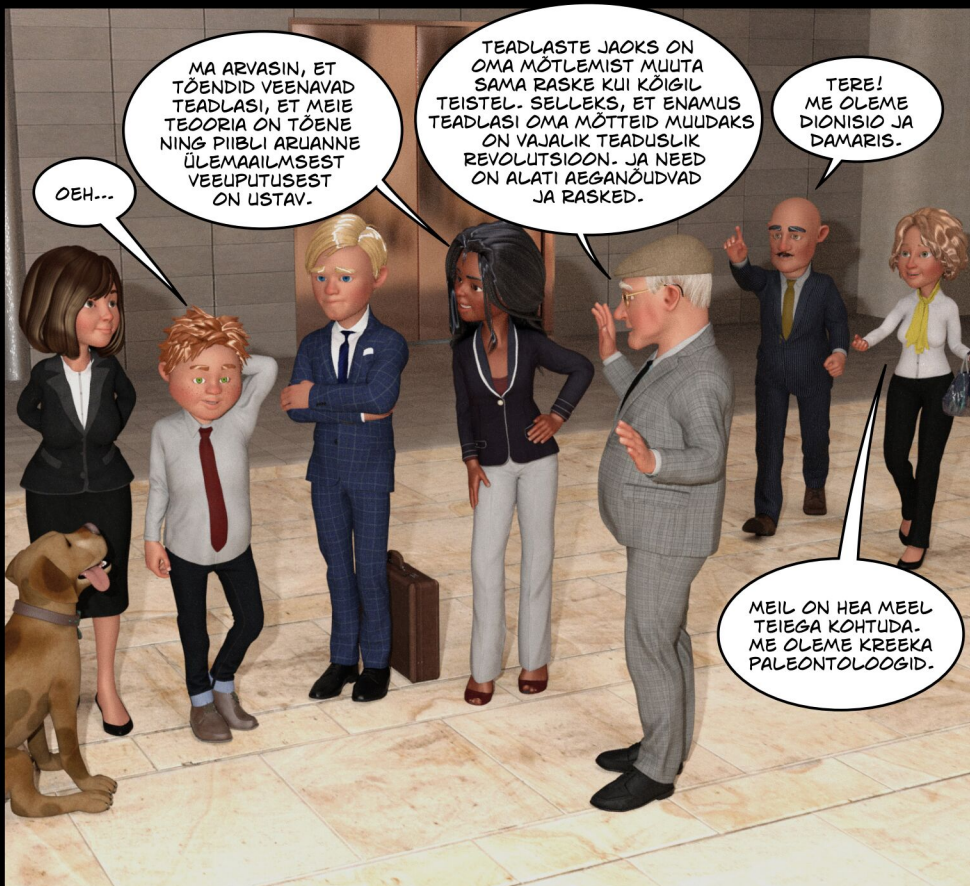 OEH...
MA ARVASIN, ET
TÕENDID VEENAVAD
TEADLASI, ET MEIE
TEOORIA ON TÕENE
NING PIIBLI ARUANNE
ÜLEMAAILMSEST
VEEUPUTUSEST
ON USTAV.
TEADLASTE JAOKS ON
OMA MÕTLEMIST MUUTA
SAMA RASKE KUI KÕIGIL
TEISTEL. SELLEKS, ET ENAMUS
TEADLASI OMA MÕTTEID MUUDAKS
ON VAJALIK TEADUSLIK
REVOLUTSIOON. JA NEED
ON ALATI AEGANÕUDVAD
JA RASKED.
TERE!
ME OLEME
DIONISIO JA
DAMARIS.
MEIL ON HEA MEEL
TEIEGA KOHTUDA.
ME OLEME KREEKA
PALEONTOLOOGID.